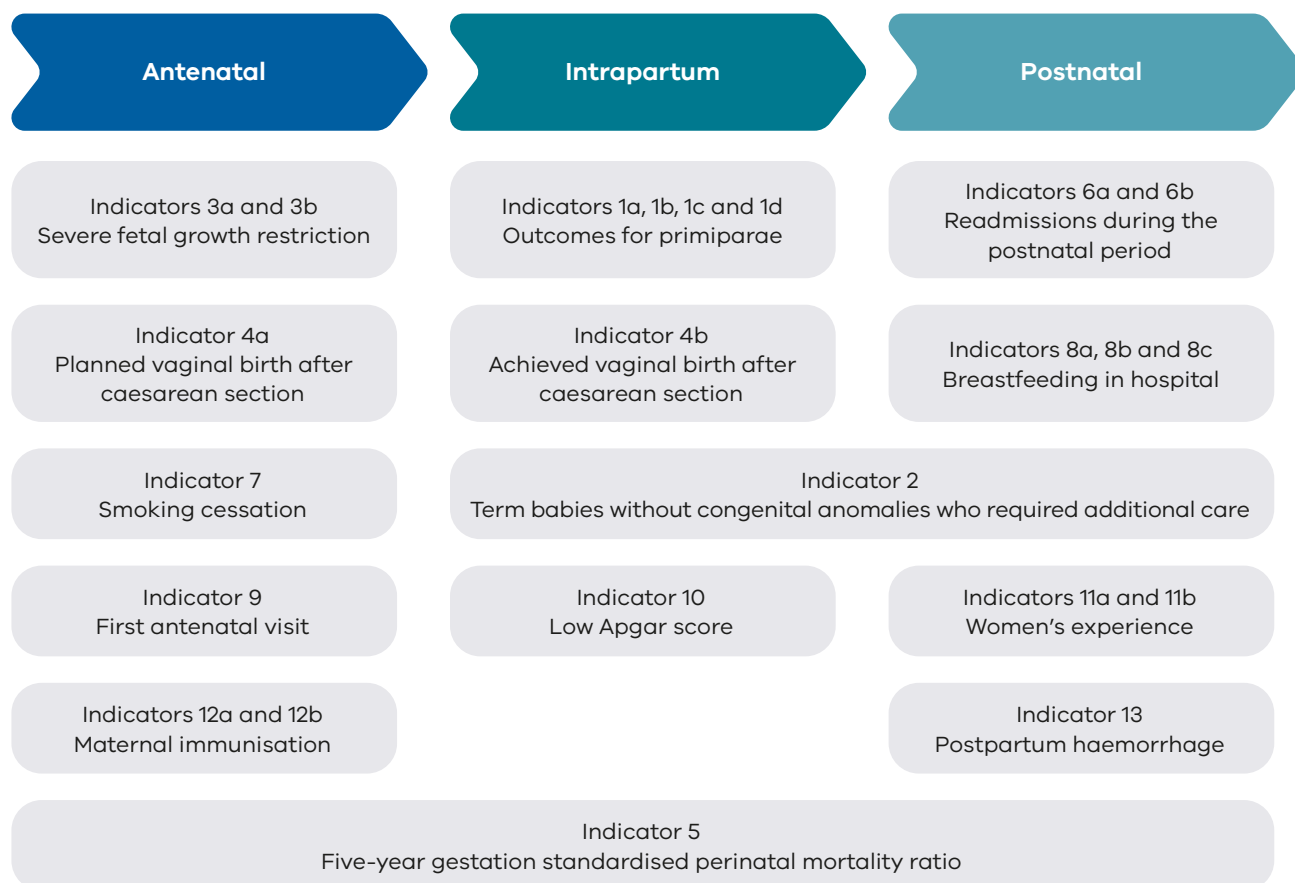 Antenatal
Intrapartum
Postnatal
Indicators 3a and 3b
Severe fetal growth restriction
Indicators 1a, 1b, 1c and 1d
Outcomes for primiparae
Indicators 6a and 6b
Readmissions during the
postnatal period
Indicator 4a
Planned vaginal birth after
caesarean section
Indicator 4b
Achieved vaginal birth after
caesarean section
Indicators 8a, 8b and 8c
Breastfeeding in hospital
Indicator 7
Smoking cessation
Indicator 2
Term babies without congenital anomalies who required additional care
Indicator 9
First antenatal visit
Indicator 10
Low Apgar score
Indicators 11a and 11b
Women’s experience
Indicators 12a and 12b
Maternal immunisation
Indicator 13
Postpartum haemorrhage
Indicator 5
Five-year gestation standardised perinatal mortality ratio